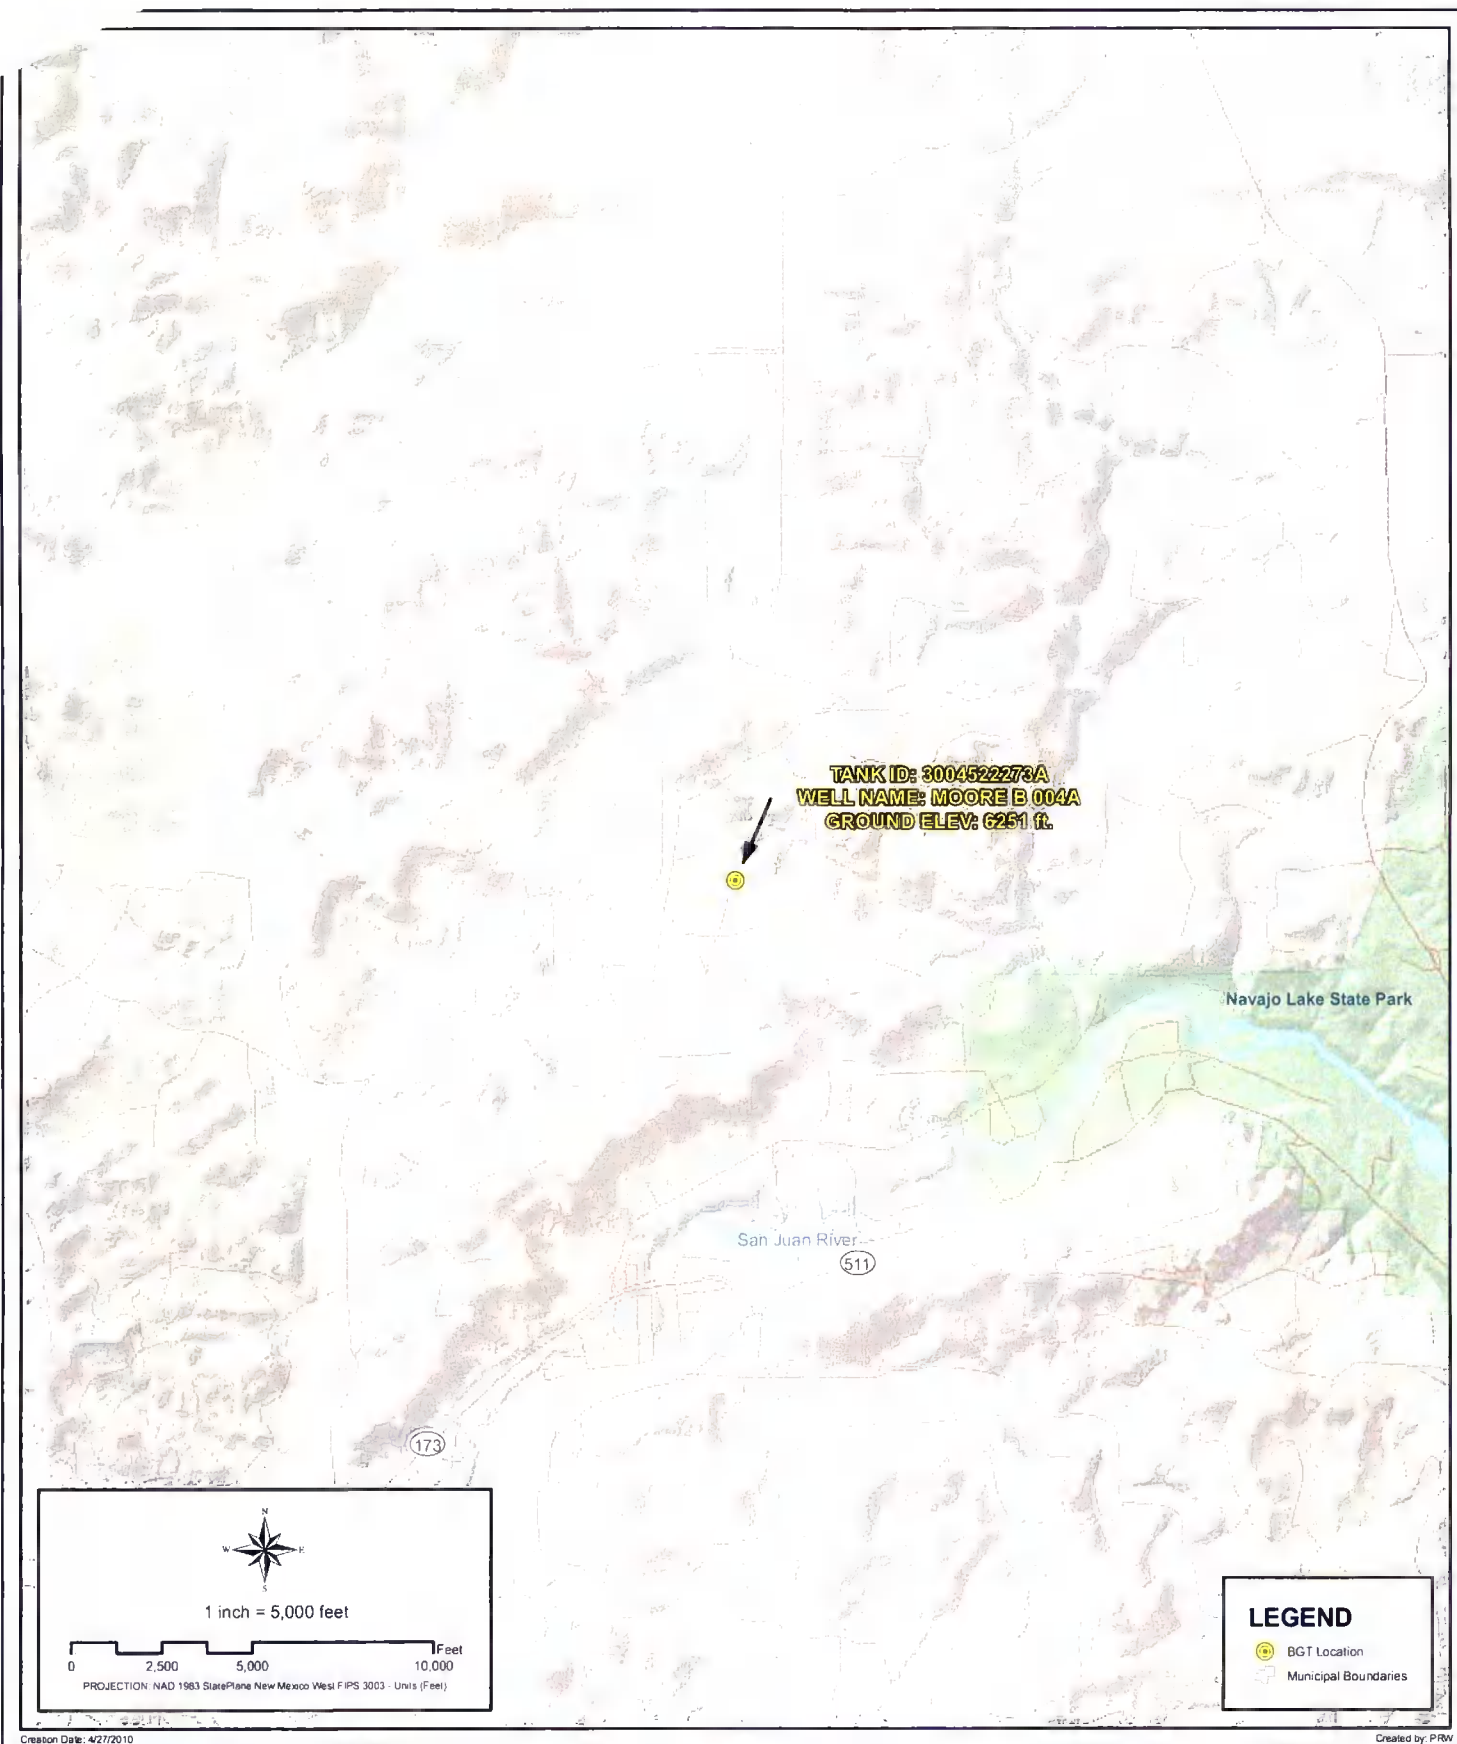 TANK ID: 3004522273A
WELL NAME: MOORE B 004A
GROUND ELEV: 6251 ft.
Navajo Lake State Park
San Juan River
511
173
N
W E
S
1 inch = 5,000 feet
Feet
0 2,500 5,000 10,000
PROJECTION: NAD 1983 StatePlane New Mexico West FIPS 3003 - Units (Feet)
LEGEND
BGT Location
Municipal Boundaries
Creation Date: 4/27/2010
Created by: PRW